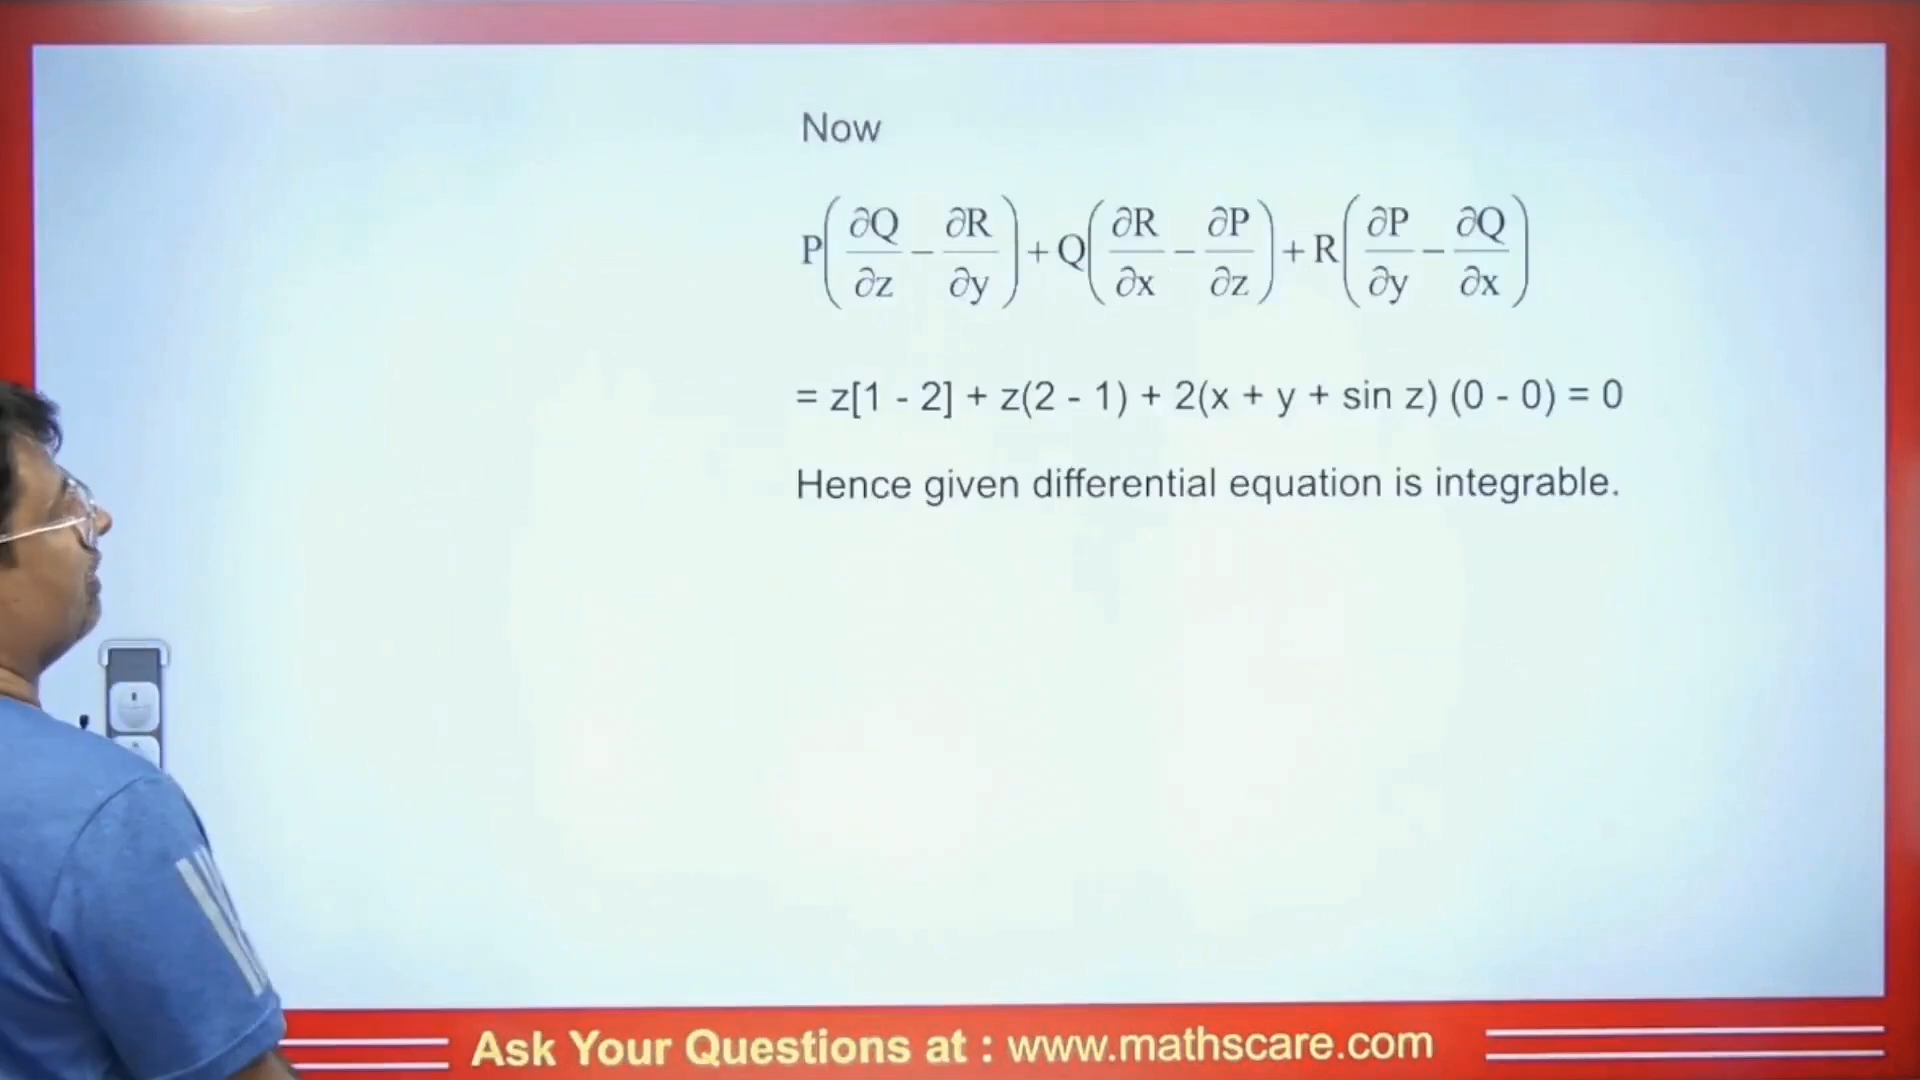 Now
P(∂Q/∂z − ∂R/∂y) + Q(∂R/∂x − ∂P/∂z) + R(∂P/∂y − ∂Q/∂x)
= z[1 - 2] + z(2 - 1) + 2(x + y + sin z) (0 - 0) = 0
Hence given differential equation is integrable.
Ask Your Questions at : www.mathscare.com